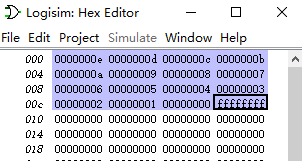 Logisim: Hex Editor
File Edit Project Simulate Window Help
000 0000000e 0000000d 0000000c 0000000b
004 0000000a 00000009 00000008 00000007
008 00000006 00000005 00000004 00000003
00c 00000002 00000001 00000000 ffffffff
010 00000000 00000000 00000000 00000000
014 00000000 00000000 00000000 00000000
018 00000000 00000000 00000000 00000000